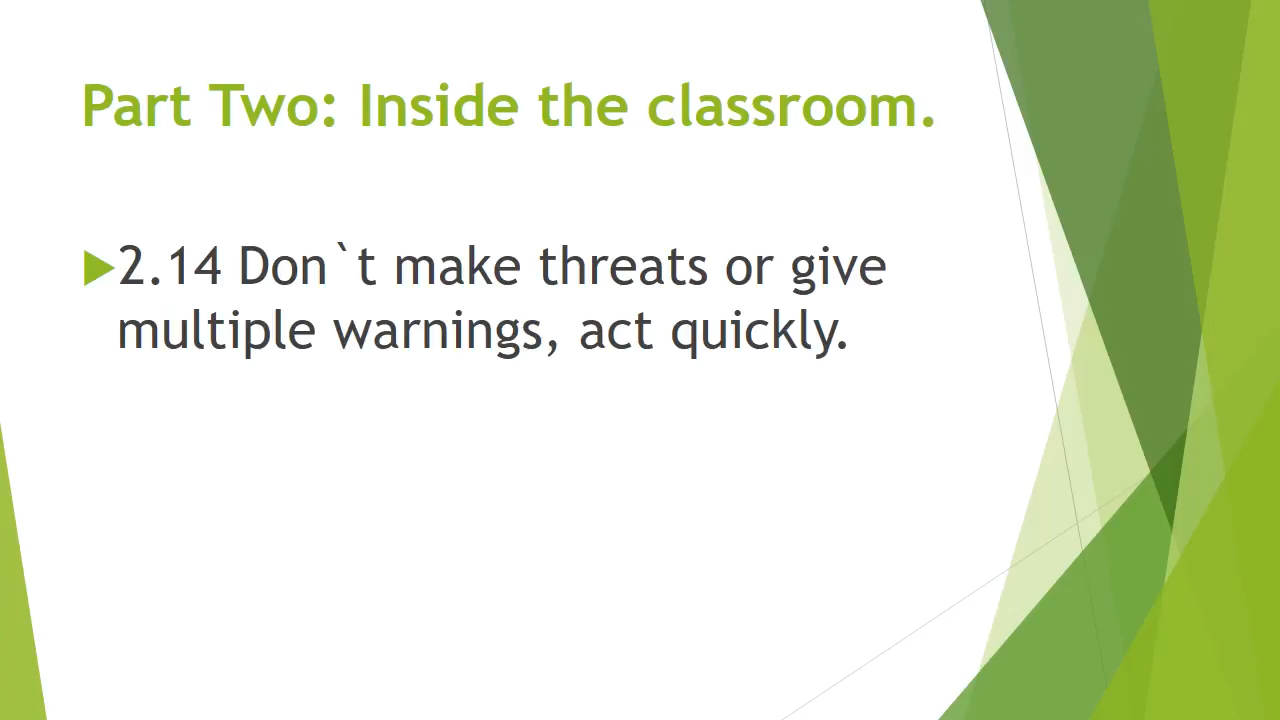 Part Two: Inside the classroom.
2.14 Don`t make threats or give
multiple warnings, act quickly.